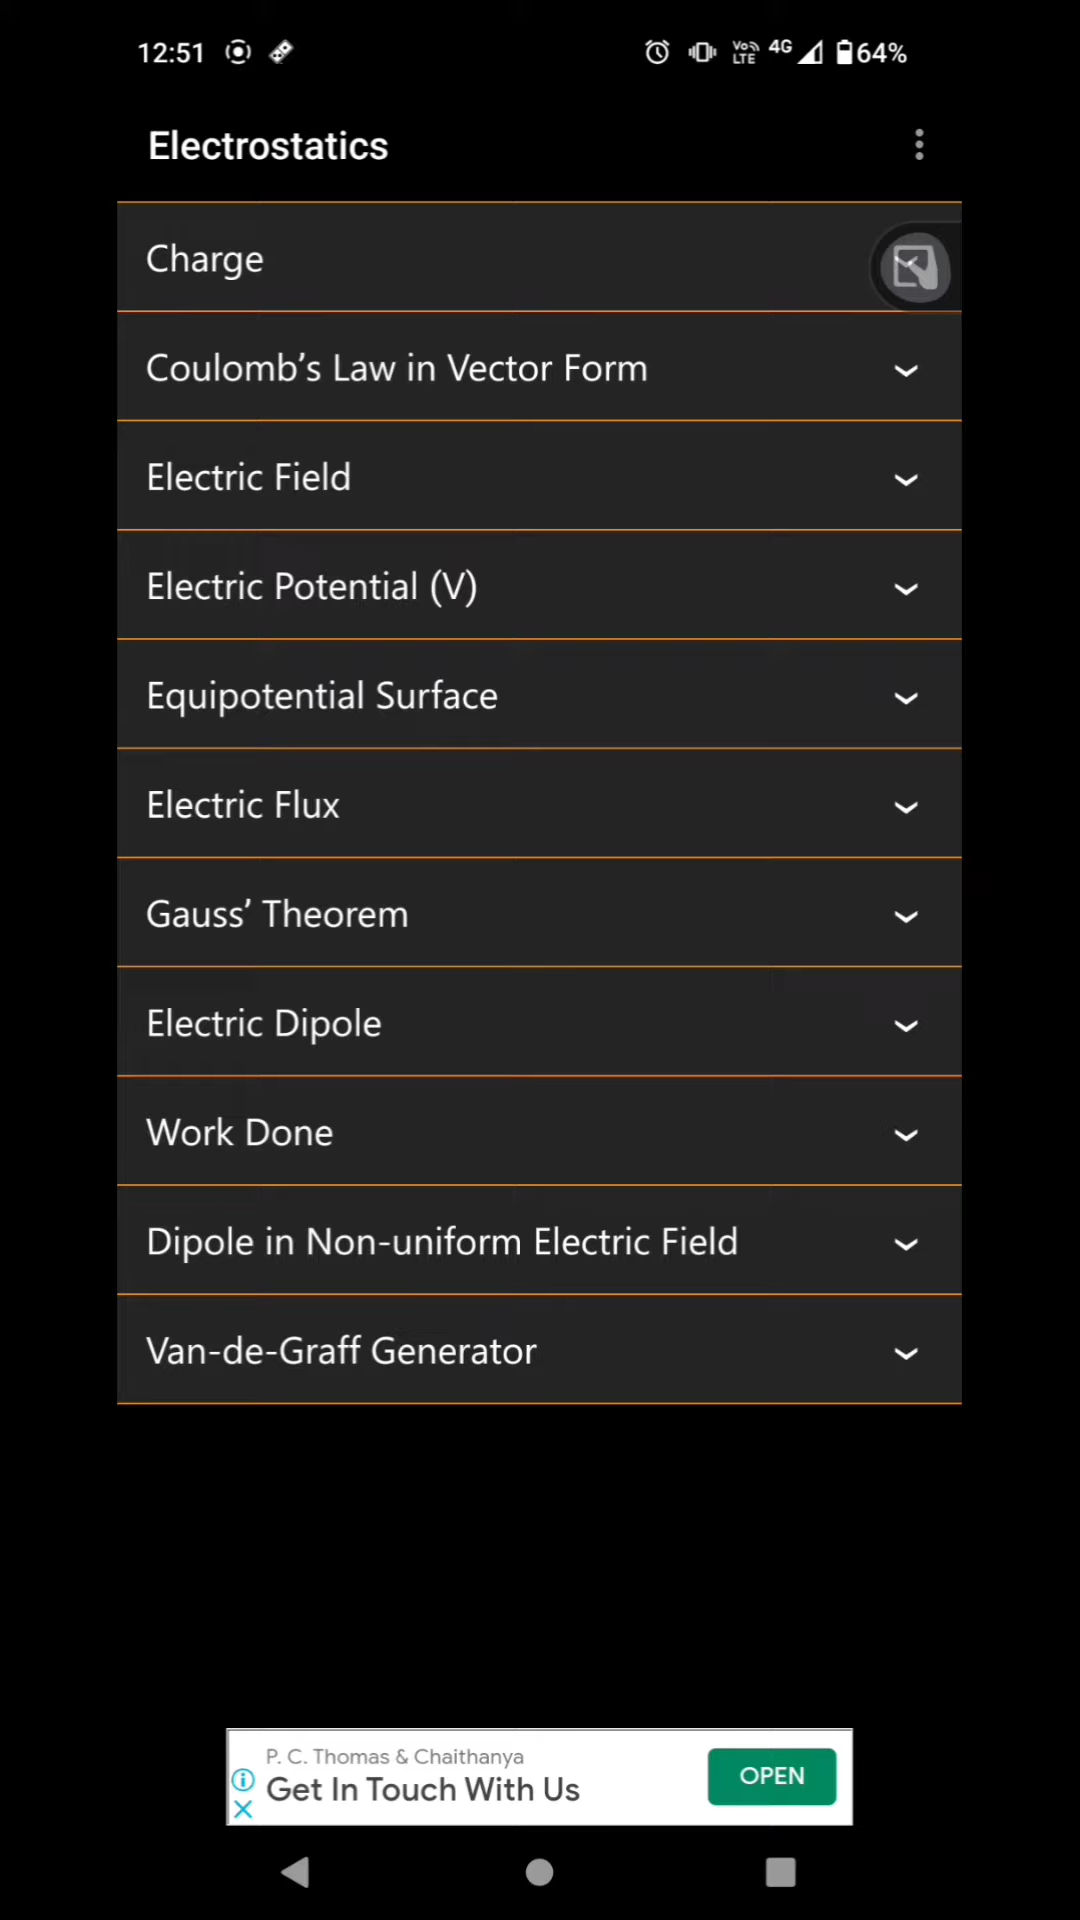 12:51 Vo LTE 4G 64%
Electrostatics
Charge
Coulomb’s Law in Vector Form
Electric Field
Electric Potential (V)
Equipotential Surface
Electric Flux
Gauss’ Theorem
Electric Dipole
Work Done
Dipole in Non-uniform Electric Field
Van-de-Graff Generator
P. C. Thomas & Chaithanya
Get In Touch With Us
OPEN